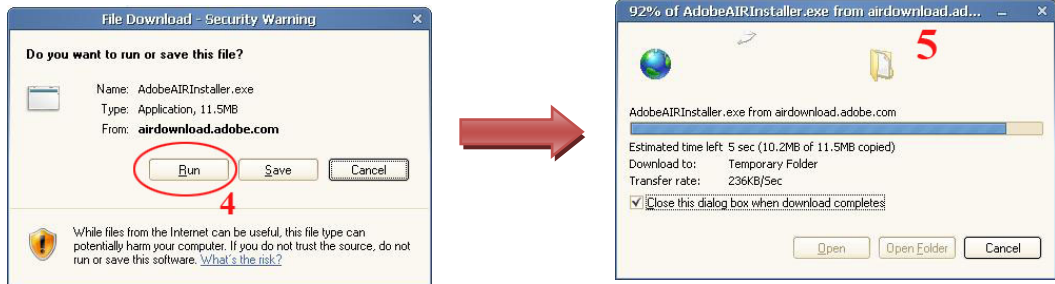 File Download - Security Warning
Do you want to run or save this file?
Name: AdobeAIRInstaller.exe
Type: Application, 11.5MB
From: airdownload.adobe.com
Run Save Cancel
4
While files from the Internet can be useful, this file type can
potentially harm your computer. If you do not trust the source, do not
run or save this software. What's the risk?
92% of AdobeAIRInstaller.exe from airdownload.ad...
5
AdobeAIRInstaller.exe from airdownload.adobe.com
Estimated time left 5 sec (10.2MB of 11.5MB copied)
Download to: Temporary Folder
Transfer rate: 236KB/Sec
Close this dialog box when download completes
Open Open Folder Cancel